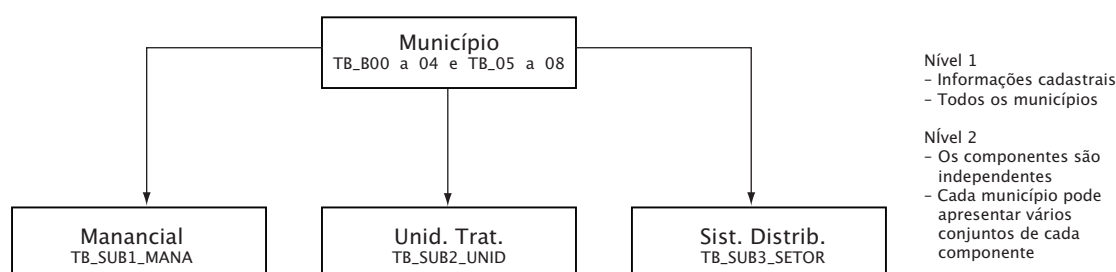 Município
TB_B00 a 04 e TB_05 a 08
Manancial
TB_SUB1_MANA
Unid. Trat.
TB_SUB2_UNID
Sist. Distrib.
TB_SUB3_SETOR
Nível 1
– Informações cadastrais
– Todos os municípios
NÍvel 2
– Os componentes são
independentes
– Cada município pode
apresentar vários
conjuntos de cada
componente